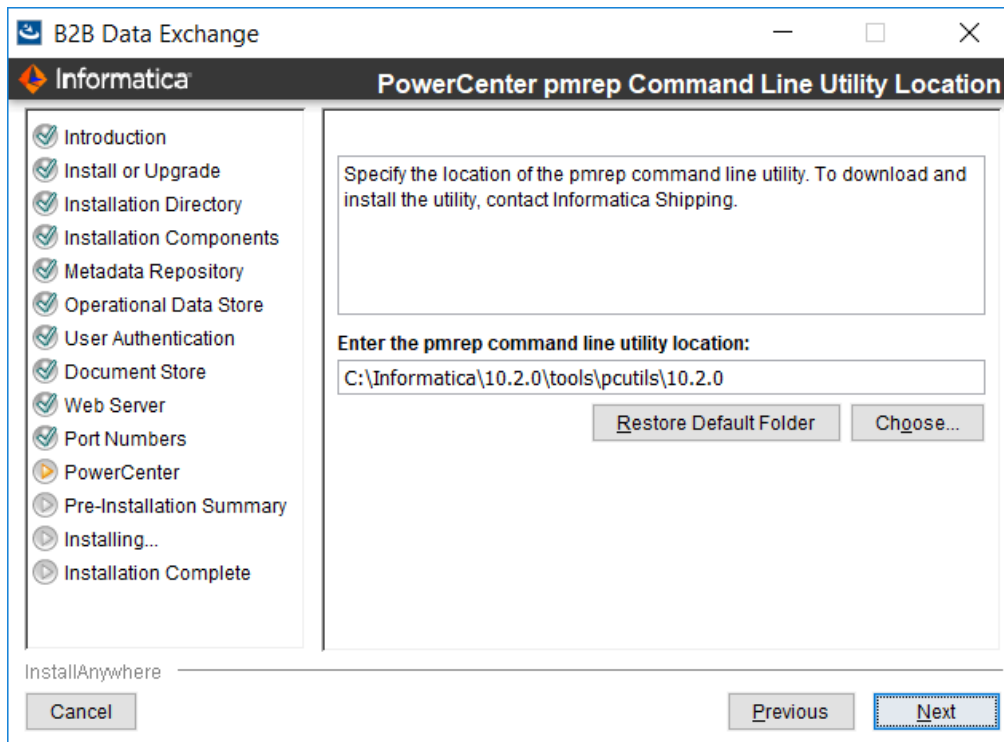 B2B Data Exchange
Informatica
PowerCenter pmrep Command Line Utility Location
Introduction
Install or Upgrade
Installation Directory
Installation Components
Metadata Repository
Operational Data Store
User Authentication
Document Store
Web Server
Port Numbers
PowerCenter
Pre-Installation Summary
Installing...
Installation Complete
Specify the location of the pmrep command line utility. To download and
install the utility, contact Informatica Shipping.
Enter the pmrep command line utility location:
C:\Informatica\10.2.0\tools\pcutils\10.2.0
Restore Default Folder
Choose...
InstallAnywhere
Cancel
Previous
Next